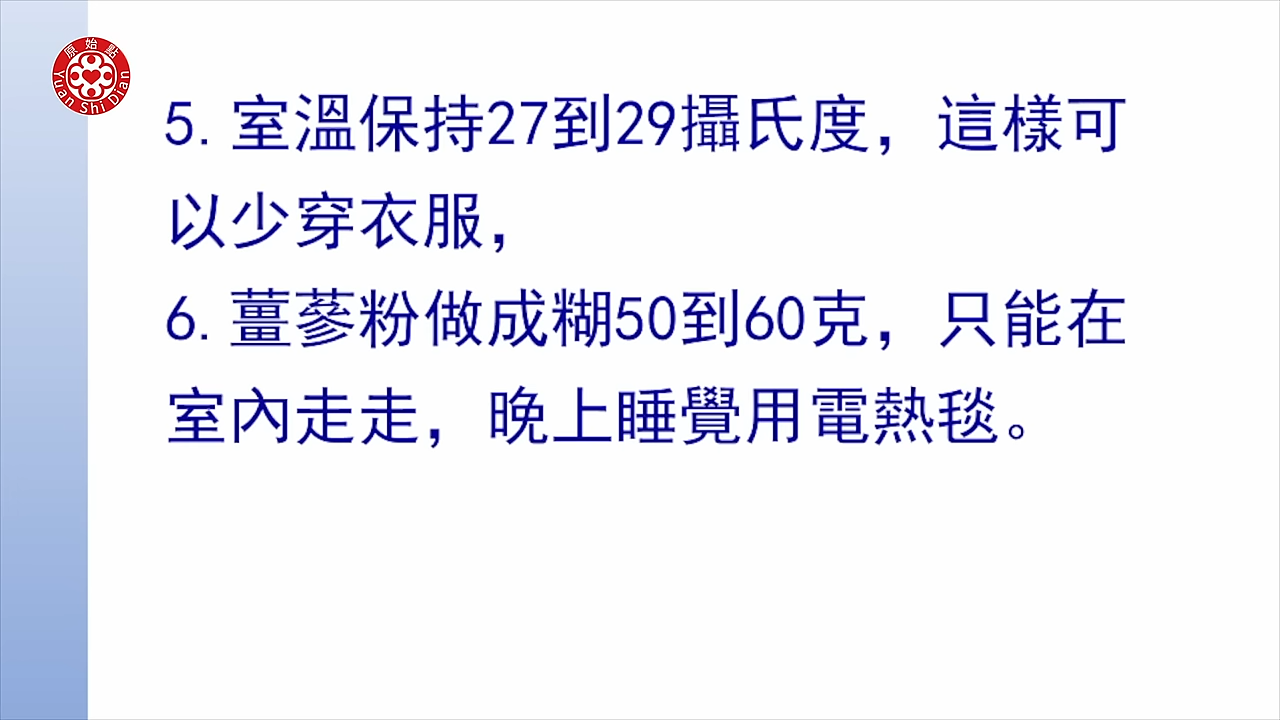 原始點
Yuan Shi Dian
5. 室溫保持27到29攝氏度，這樣可
以少穿衣服，
6. 薑蔘粉做成糊50到60克，只能在
室內走走，晚上睡覺用電熱毯。